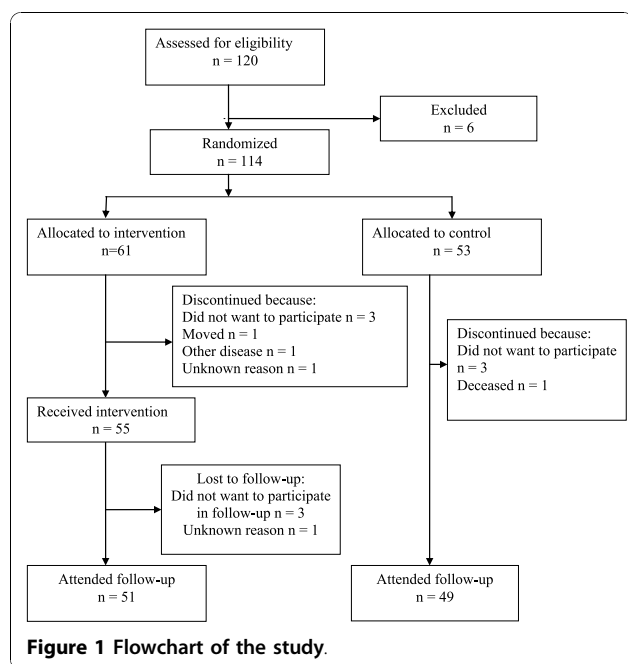 Assessed for eligibility
n = 120
Excluded
n = 6
Randomized
n = 114
Allocated to intervention
n=61
Allocated to control
n = 53
Discontinued because:
Did not want to participate n = 3
Moved n = 1
Other disease n = 1
Unknown reason n = 1
Discontinued because:
Did not want to participate
n = 3
Deceased n = 1
Received intervention
n = 55
Lost to follow-up:
Did not want to participate
in follow-up n = 3
Unknown reason n = 1
Attended follow-up
n = 51
Attended follow-up
n = 49
Figure 1 Flowchart of the study.